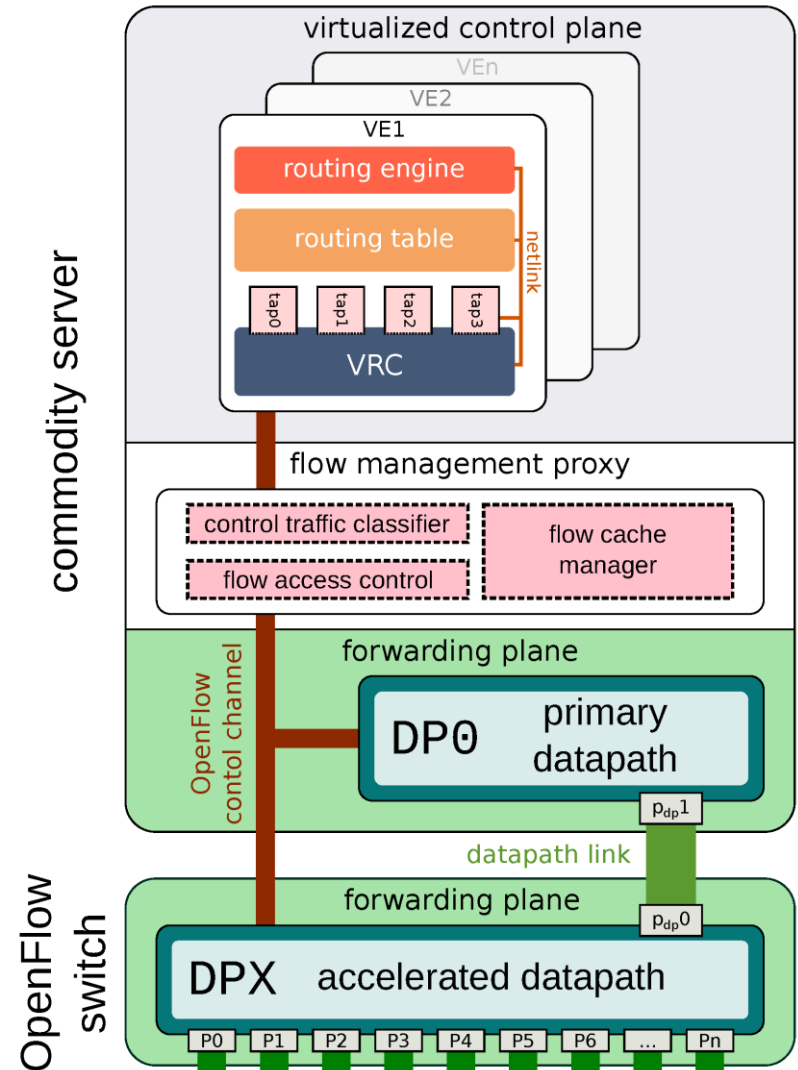 virtualized control plane
VEn
VE2
VE1
routing engine
routing table
netlink
tap0
tap1
tap2
tap3
VRC
commodity server
flow management proxy
control traffic classifier
flow access control
flow cache
manager
forwarding plane
OpenFlow
contol channel
DP0
primary
datapath
pdp1
datapath link
OpenFlow
switch
forwarding plane
pdp0
DPX
accelerated datapath
P0
P1
P2
P3
P4
P5
P6
...
Pn